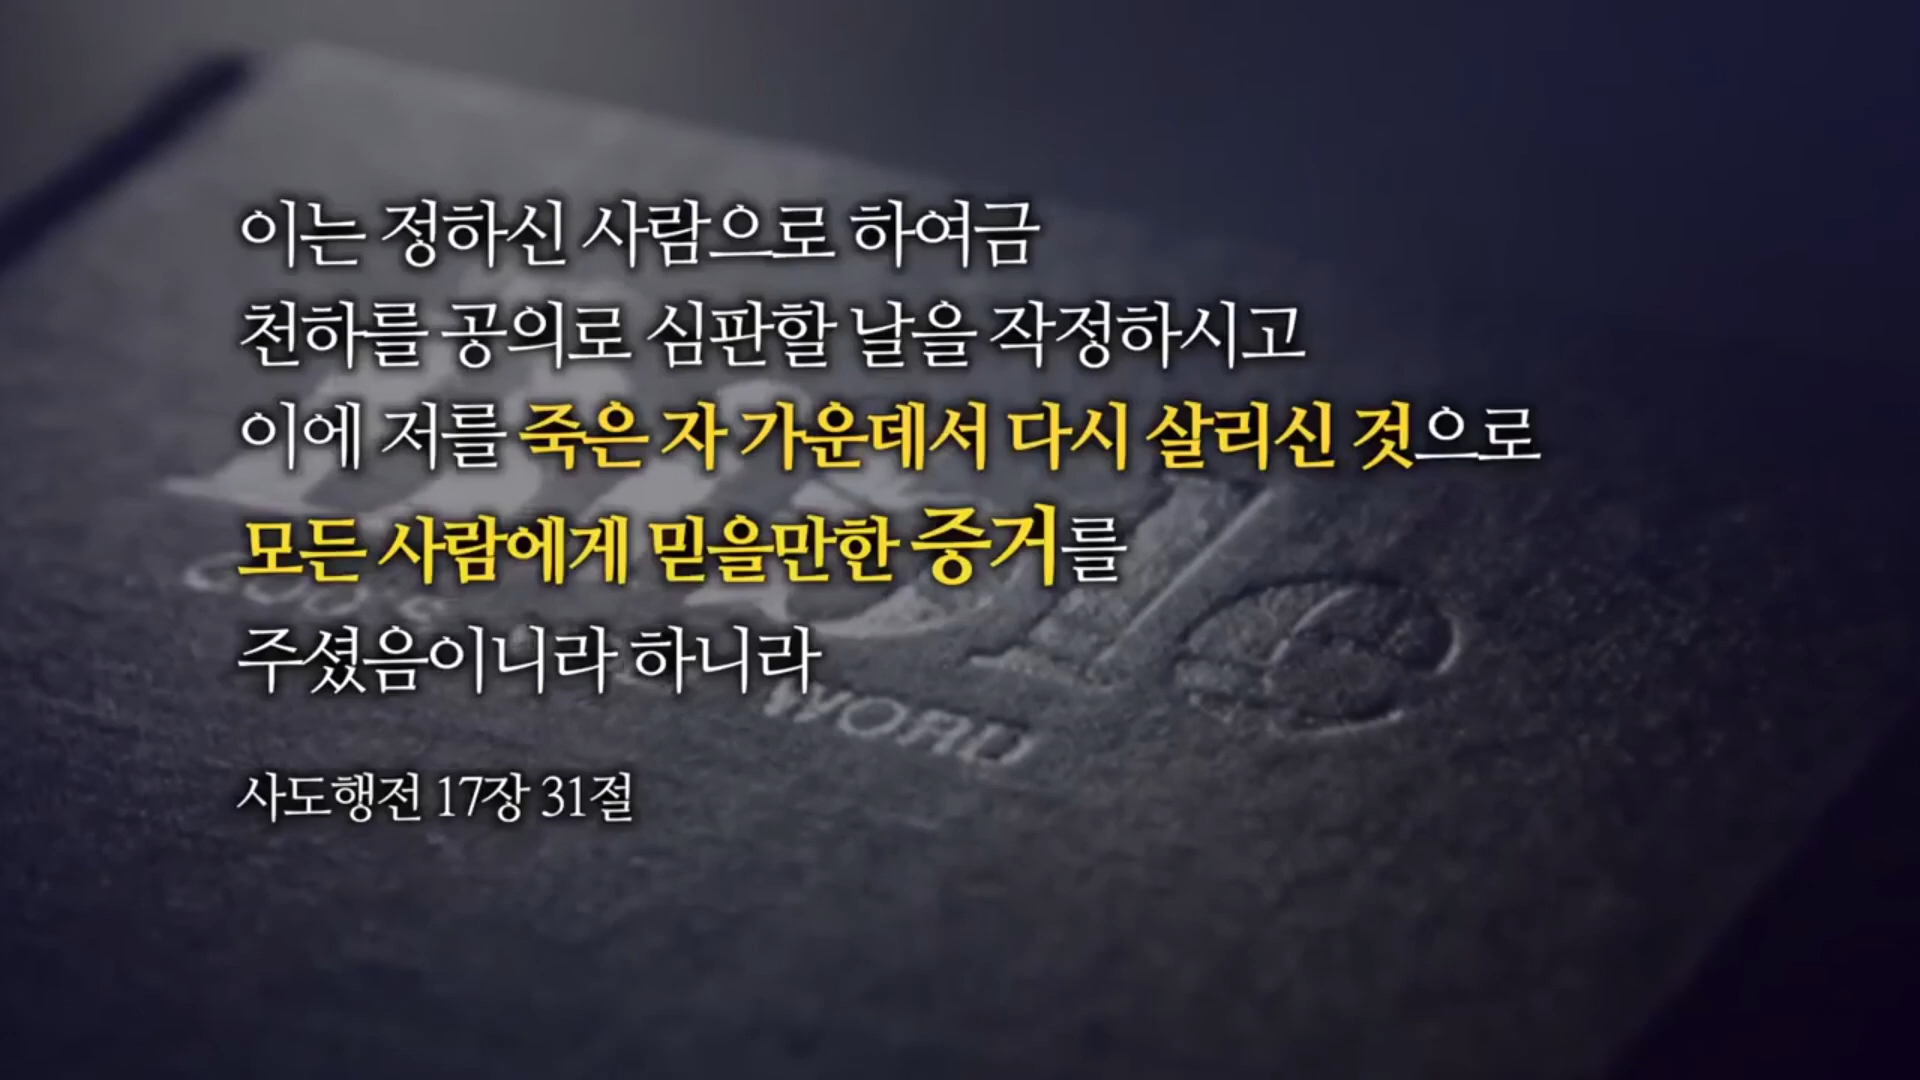 이는 정하신 사람으로 하여금
천하를 공의로 심판할 날을 작정하시고
이에 저를 죽은 자 가운데서 다시 살리신 것으로
모든 사람에게 믿을만한 증거를
주셨음이니라 하니라
사도행전 17장 31절
Bible
GOD'S
WORD